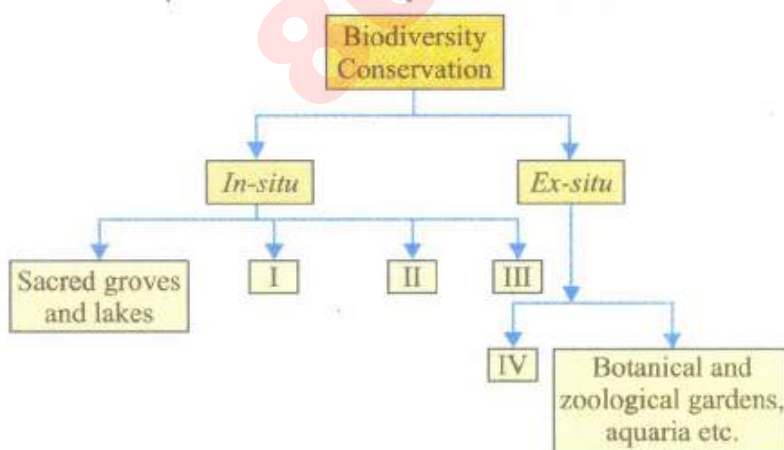 Biodiversity
Conservation
In-situ
Ex-situ
Sacred groves
and lakes
I
II
III
IV
Botanical and
zoological gardens,
aquaria etc.